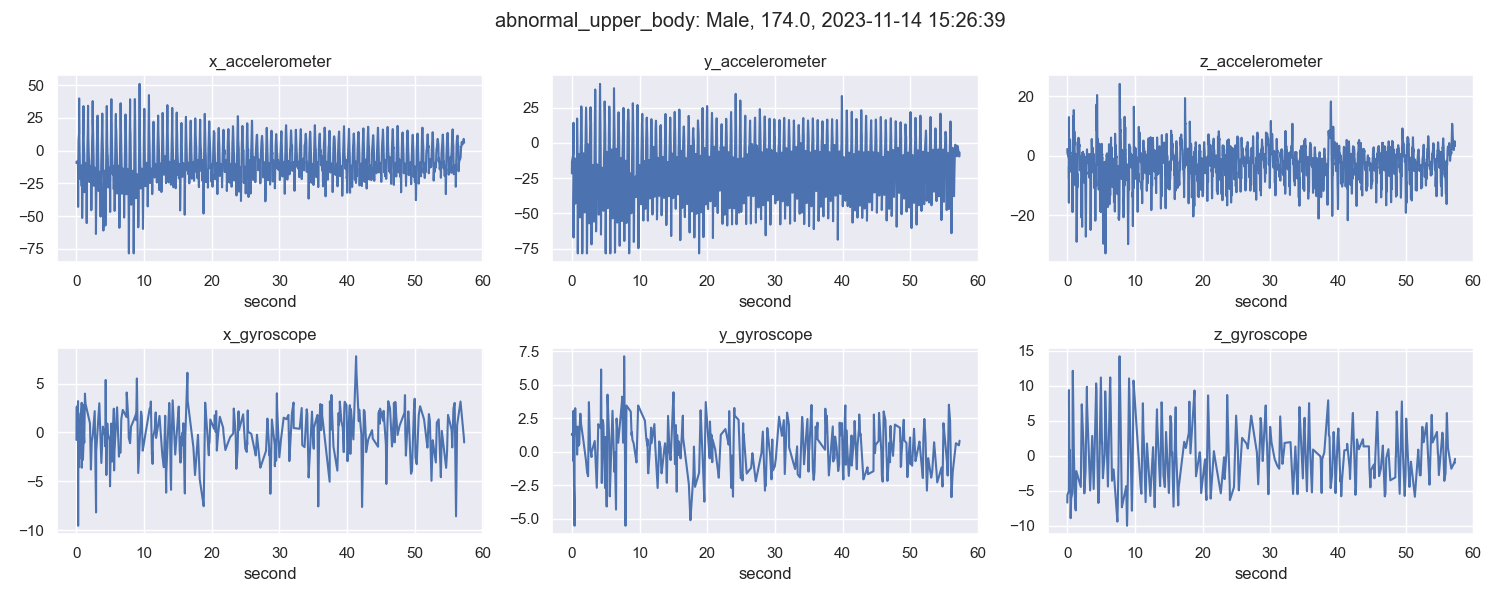 abnormal_upper_body: Male, 174.0, 2023-11-14 15:26:39
x_accelerometer
50
25
0
−25
−50
−75
0 10 20 30 40 50 60
second
y_accelerometer
25
0
−25
−50
−75
0 10 20 30 40 50 60
second
z_accelerometer
20
0
−20
0 10 20 30 40 50 60
second
x_gyroscope
5
0
−5
−10
0 10 20 30 40 50 60
second
y_gyroscope
7.5
5.0
2.5
0.0
−2.5
−5.0
0 10 20 30 40 50 60
second
z_gyroscope
15
10
5
0
−5
−10
0 10 20 30 40 50 60
second